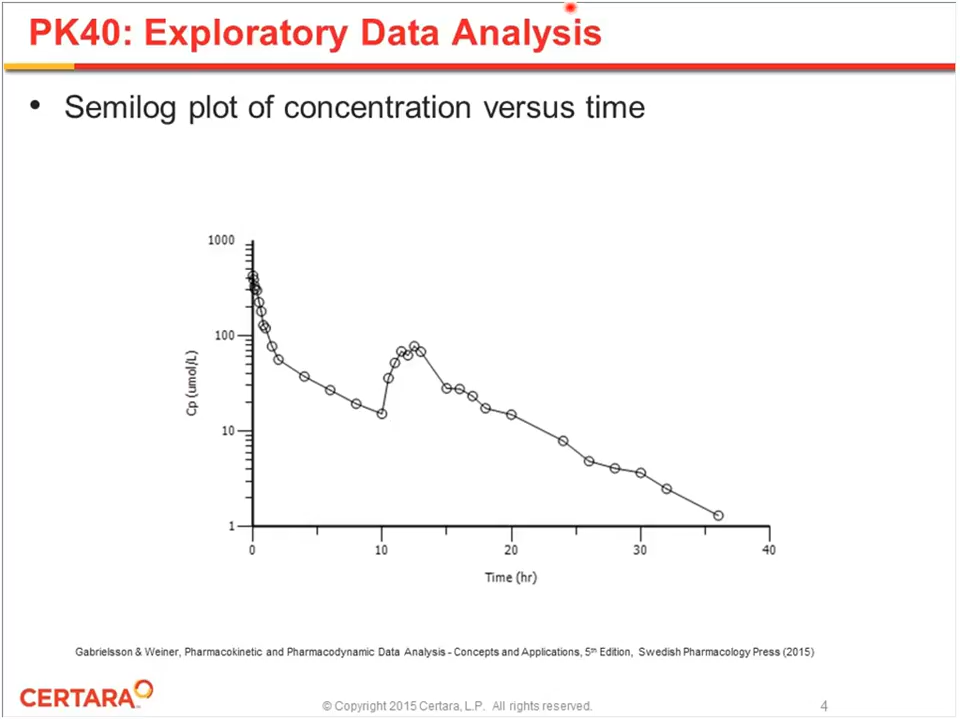 PK40: Exploratory Data Analysis
• Semilog plot of concentration versus time
1000
100
10
1
Cp (umol/L)
0
10
20
30
40
Time (hr)
Gabrielsson & Weiner, Pharmacokinetic and Pharmacodynamic Data Analysis - Concepts and Applications, 5th Edition, Swedish Pharmacology Press (2015)
CERTARA
© Copyright 2015 Certara, L.P. All rights reserved.
4